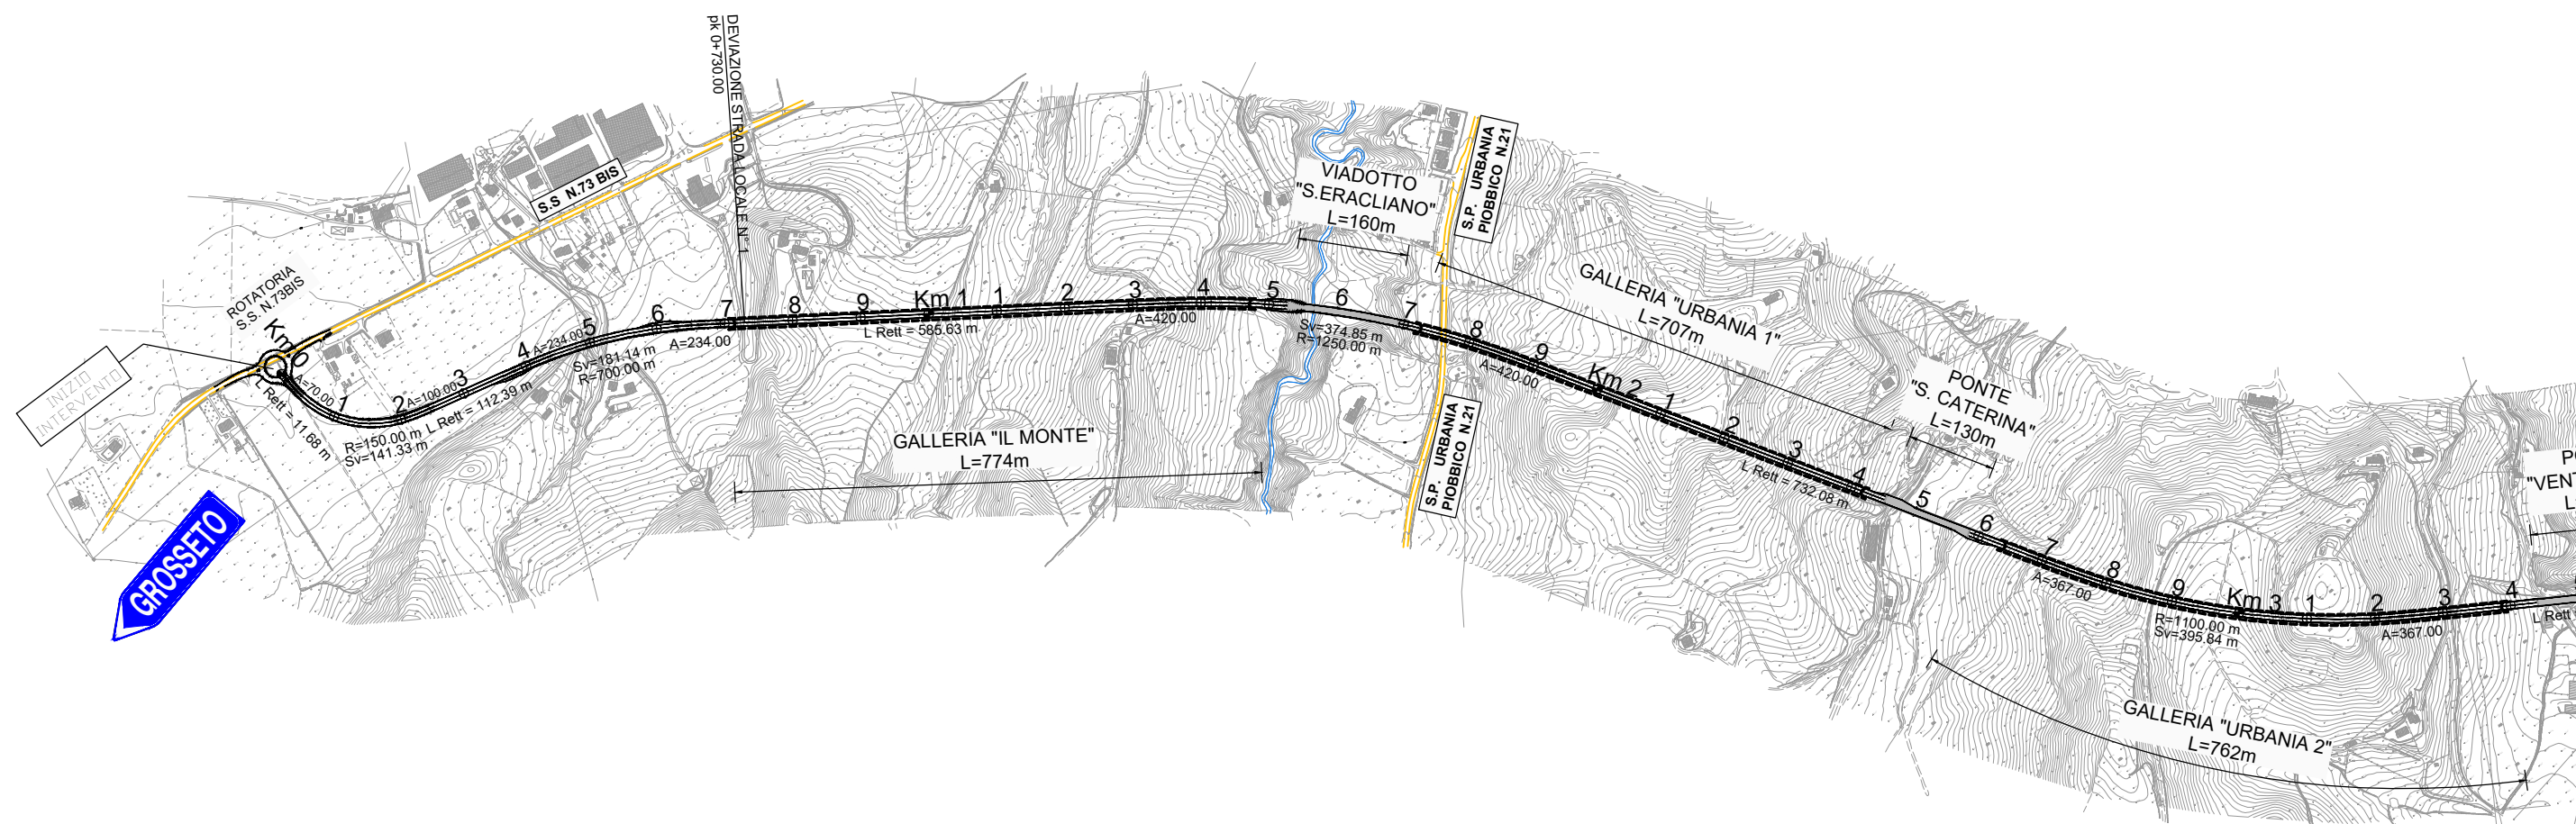 DEVIAZIONE STRADA LOCALE N°1
pk 0+730.00
S.S N.73 BIS
ROTATORIA
S.S. N.73BIS
INIZIO
INTERVENTO
GROSSETO
Km 0
1
2
3
4
5
6
7
8
9
Km 1
1
2
3
4
5
6
7
8
9
Km 2
1
2
3
4
5
6
7
8
9
Km 3
1
2
3
4
L Rett = 11.68 m
A=70.00
R=150.00 m
Sv=141.33 m
A=100.00
L Rett = 112.39 m
A=234.00
Sv=181.14 m
R=700.00 m
A=234.00
L Rett = 585.63 m
A=420.00
Sv=374.85 m
R=1250.00 m
A=420.00
L Rett = 732.08 m
A=367.00
R=1100.00 m
Sv=395.84 m
A=367.00
L Rett
GALLERIA "IL MONTE"
L=774m
VIADOTTO
"S.ERACLIANO"
L=160m
S.P. URBANIA
PIOBBICO N.21
S.P. URBANIA
PIOBBICO N.21
GALLERIA "URBANIA 1"
L=707m
PONTE
"S. CATERINA"
L=130m
GALLERIA "URBANIA 2"
L=762m
P
"VENT
L